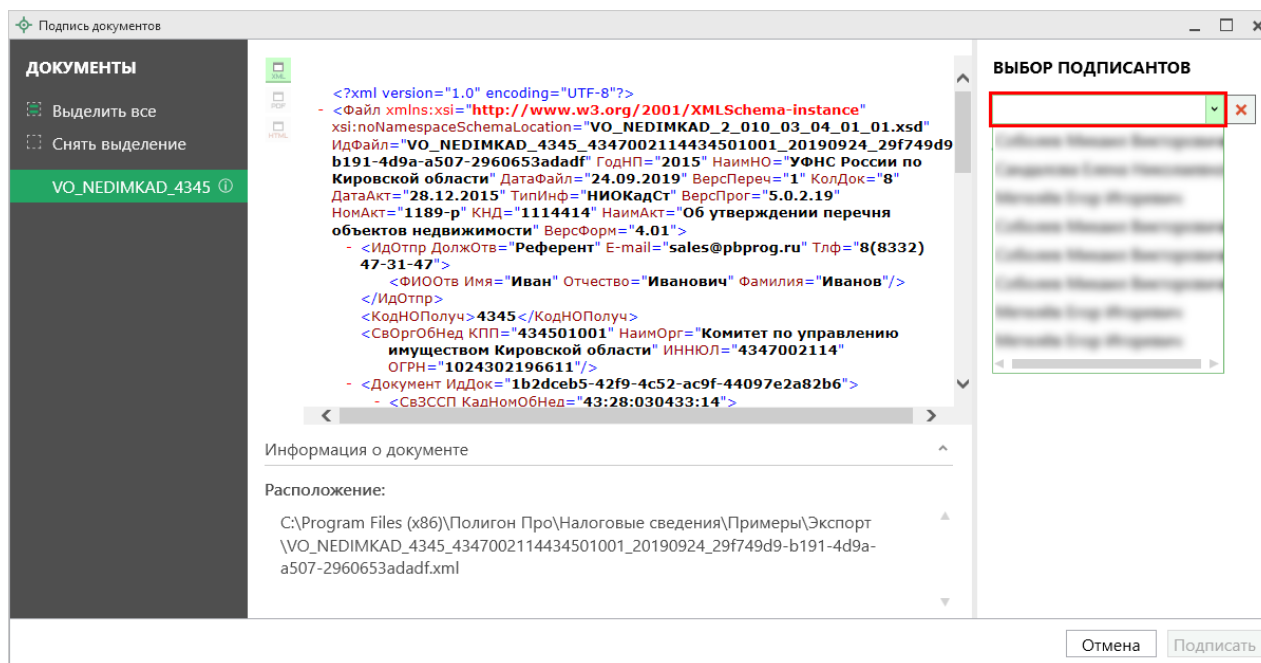 Подпись документов
ДОКУМЕНТЫ
Выделить все
Снять выделение
VO_NEDIMKAD_4345
XML
PDF
HTML
<?xml version="1.0" encoding="UTF-8"?>
- <Файл xmlns:xsi="http://www.w3.org/2001/XMLSchema-instance"
xsi:noNamespaceSchemaLocation="VO_NEDIMKAD_2_010_03_04_01_01.xsd"
ИдФайл="VO_NEDIMKAD_4345_4347002114434501001_20190924_29f749d9
b191-4d9a-a507-2960653adadf" ГодНП="2015" НаимНО="УФНС России по
Кировской области" ДатаФайл="24.09.2019" ВерсПереч="1" КолДок="8"
ДатаАкт="28.12.2015" ТипИнф="НИОКадСт" ВерсПрог="5.0.2.19"
НомАкт="1189-р" КНД="1114414" НаимАкт="Об утверждении перечня
объектов недвижимости" ВерсФорм="4.01">
- <ИдОтпр ДолжОтв="Референт" E-mail="sales@pbprog.ru" Тлф="8(8332)
47-31-47">
<ФИООтв Имя="Иван" Отчество="Иванович" Фамилия="Иванов"/>
</ИдОтпр>
<КодНОПолуч>4345</КодНОПолуч>
<СвОргОбНед КПП="434501001" НаимОрг="Комитет по управлению
имуществом Кировской области" ИННЮЛ="4347002114"
ОГРН="1024302196611"/>
- <Документ ИдДок="1b2dceb5-42f9-4c52-ac9f-44097e2a82b6">
- <СвЗССП КадНомОбНед="43:28:030433:14">
Информация о документе
Расположение:
C:\Program Files (x86)\Полигон Про\Налоговые сведения\Примеры\Экспорт
\VO_NEDIMKAD_4345_4347002114434501001_20190924_29f749d9-b191-4d9a-
a507-2960653adadf.xml
ВЫБОР ПОДПИСАНТОВ
Отмена
Подписать